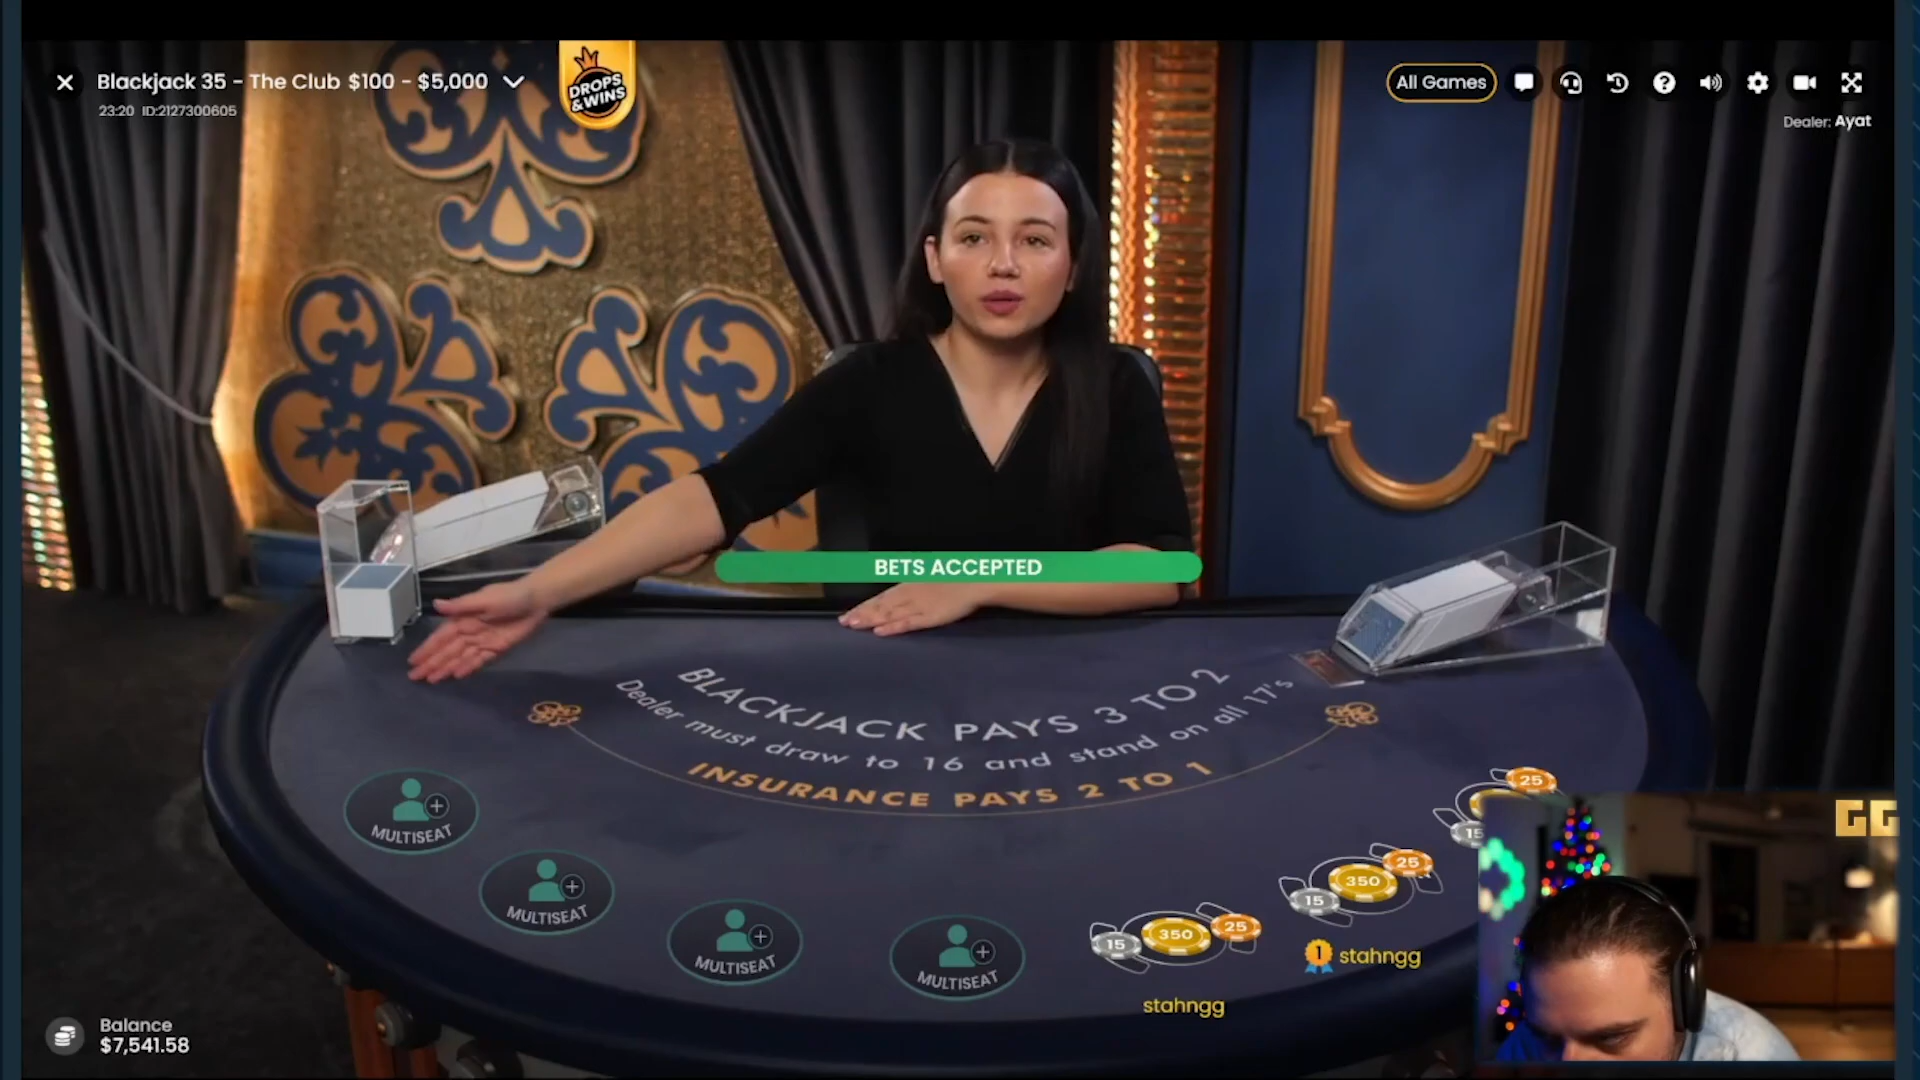 Blackjack 35 - The Club $100 - $5,000
23:20 ID:2127300605
DROPS
&WINS
All Games
Dealer: Ayat
BETS ACCEPTED
BLACKJACK PAYS 3 TO 2
Dealer must draw to 16 and stand on all 17's
INSURANCE PAYS 2 TO 1
MULTISEAT
MULTISEAT
MULTISEAT
MULTISEAT
15 350 25
stahngg
15 350 25
1 stahngg
15 25
GG
Balance
$7,541.58